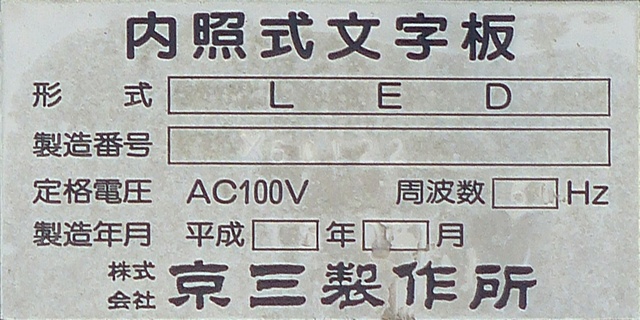 内照式文字板
形 式 L E D
製造番号
定格電圧 AC100V 周波数 Hz
製造年月 平成 年 月
株式会社 京三製作所